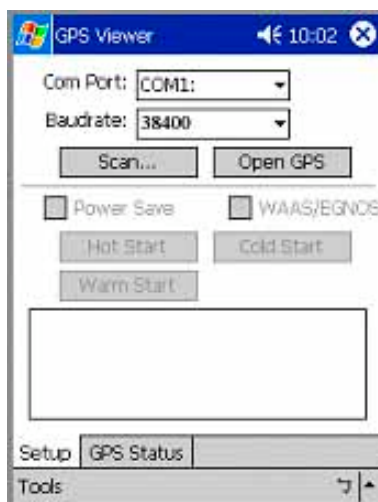 GPS Viewer 10:02
Com Port: COM1:
Baudrate: 38400
Scan... Open GPS
Power Save WAAS/EGNOS
Hot Start Cold Start
Warm Start
Setup GPS Status
Tools